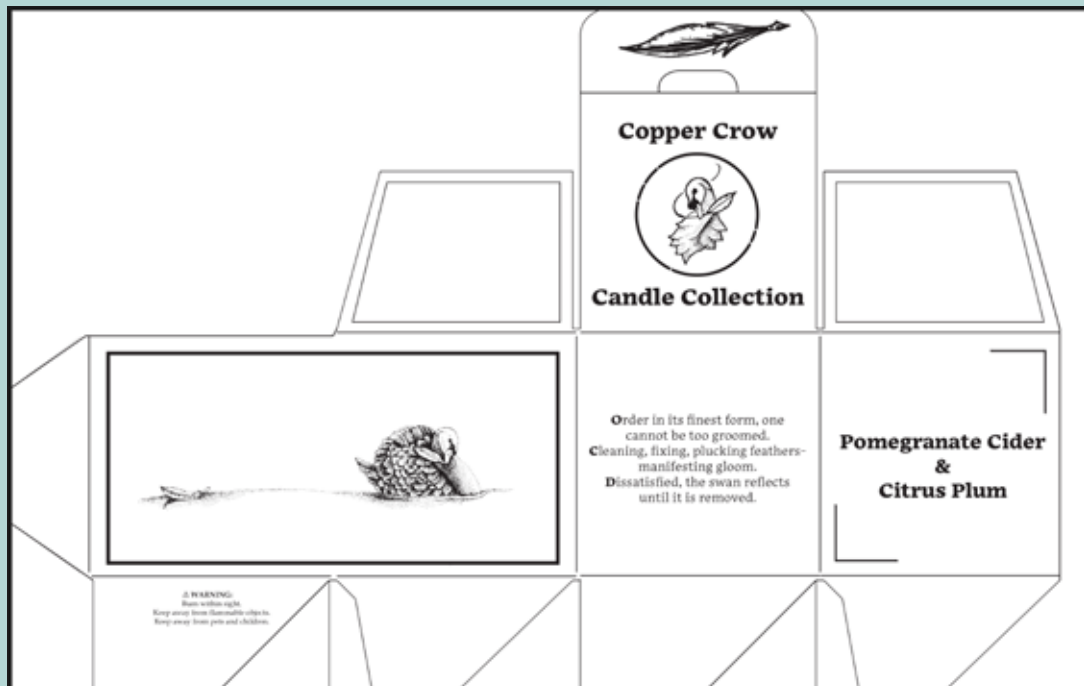 Copper Crow
Candle Collection
Order in its finest form, one
cannot be too groomed.
Cleaning, fixing, plucking feathers-
manifesting gloom.
Dissatisfied, the swan reflects
until it is removed.
Pomegranate Cider
&
Citrus Plum
⚠ WARNING:
Burn within sight.
Keep away from flammable objects.
Keep away from pets and children.